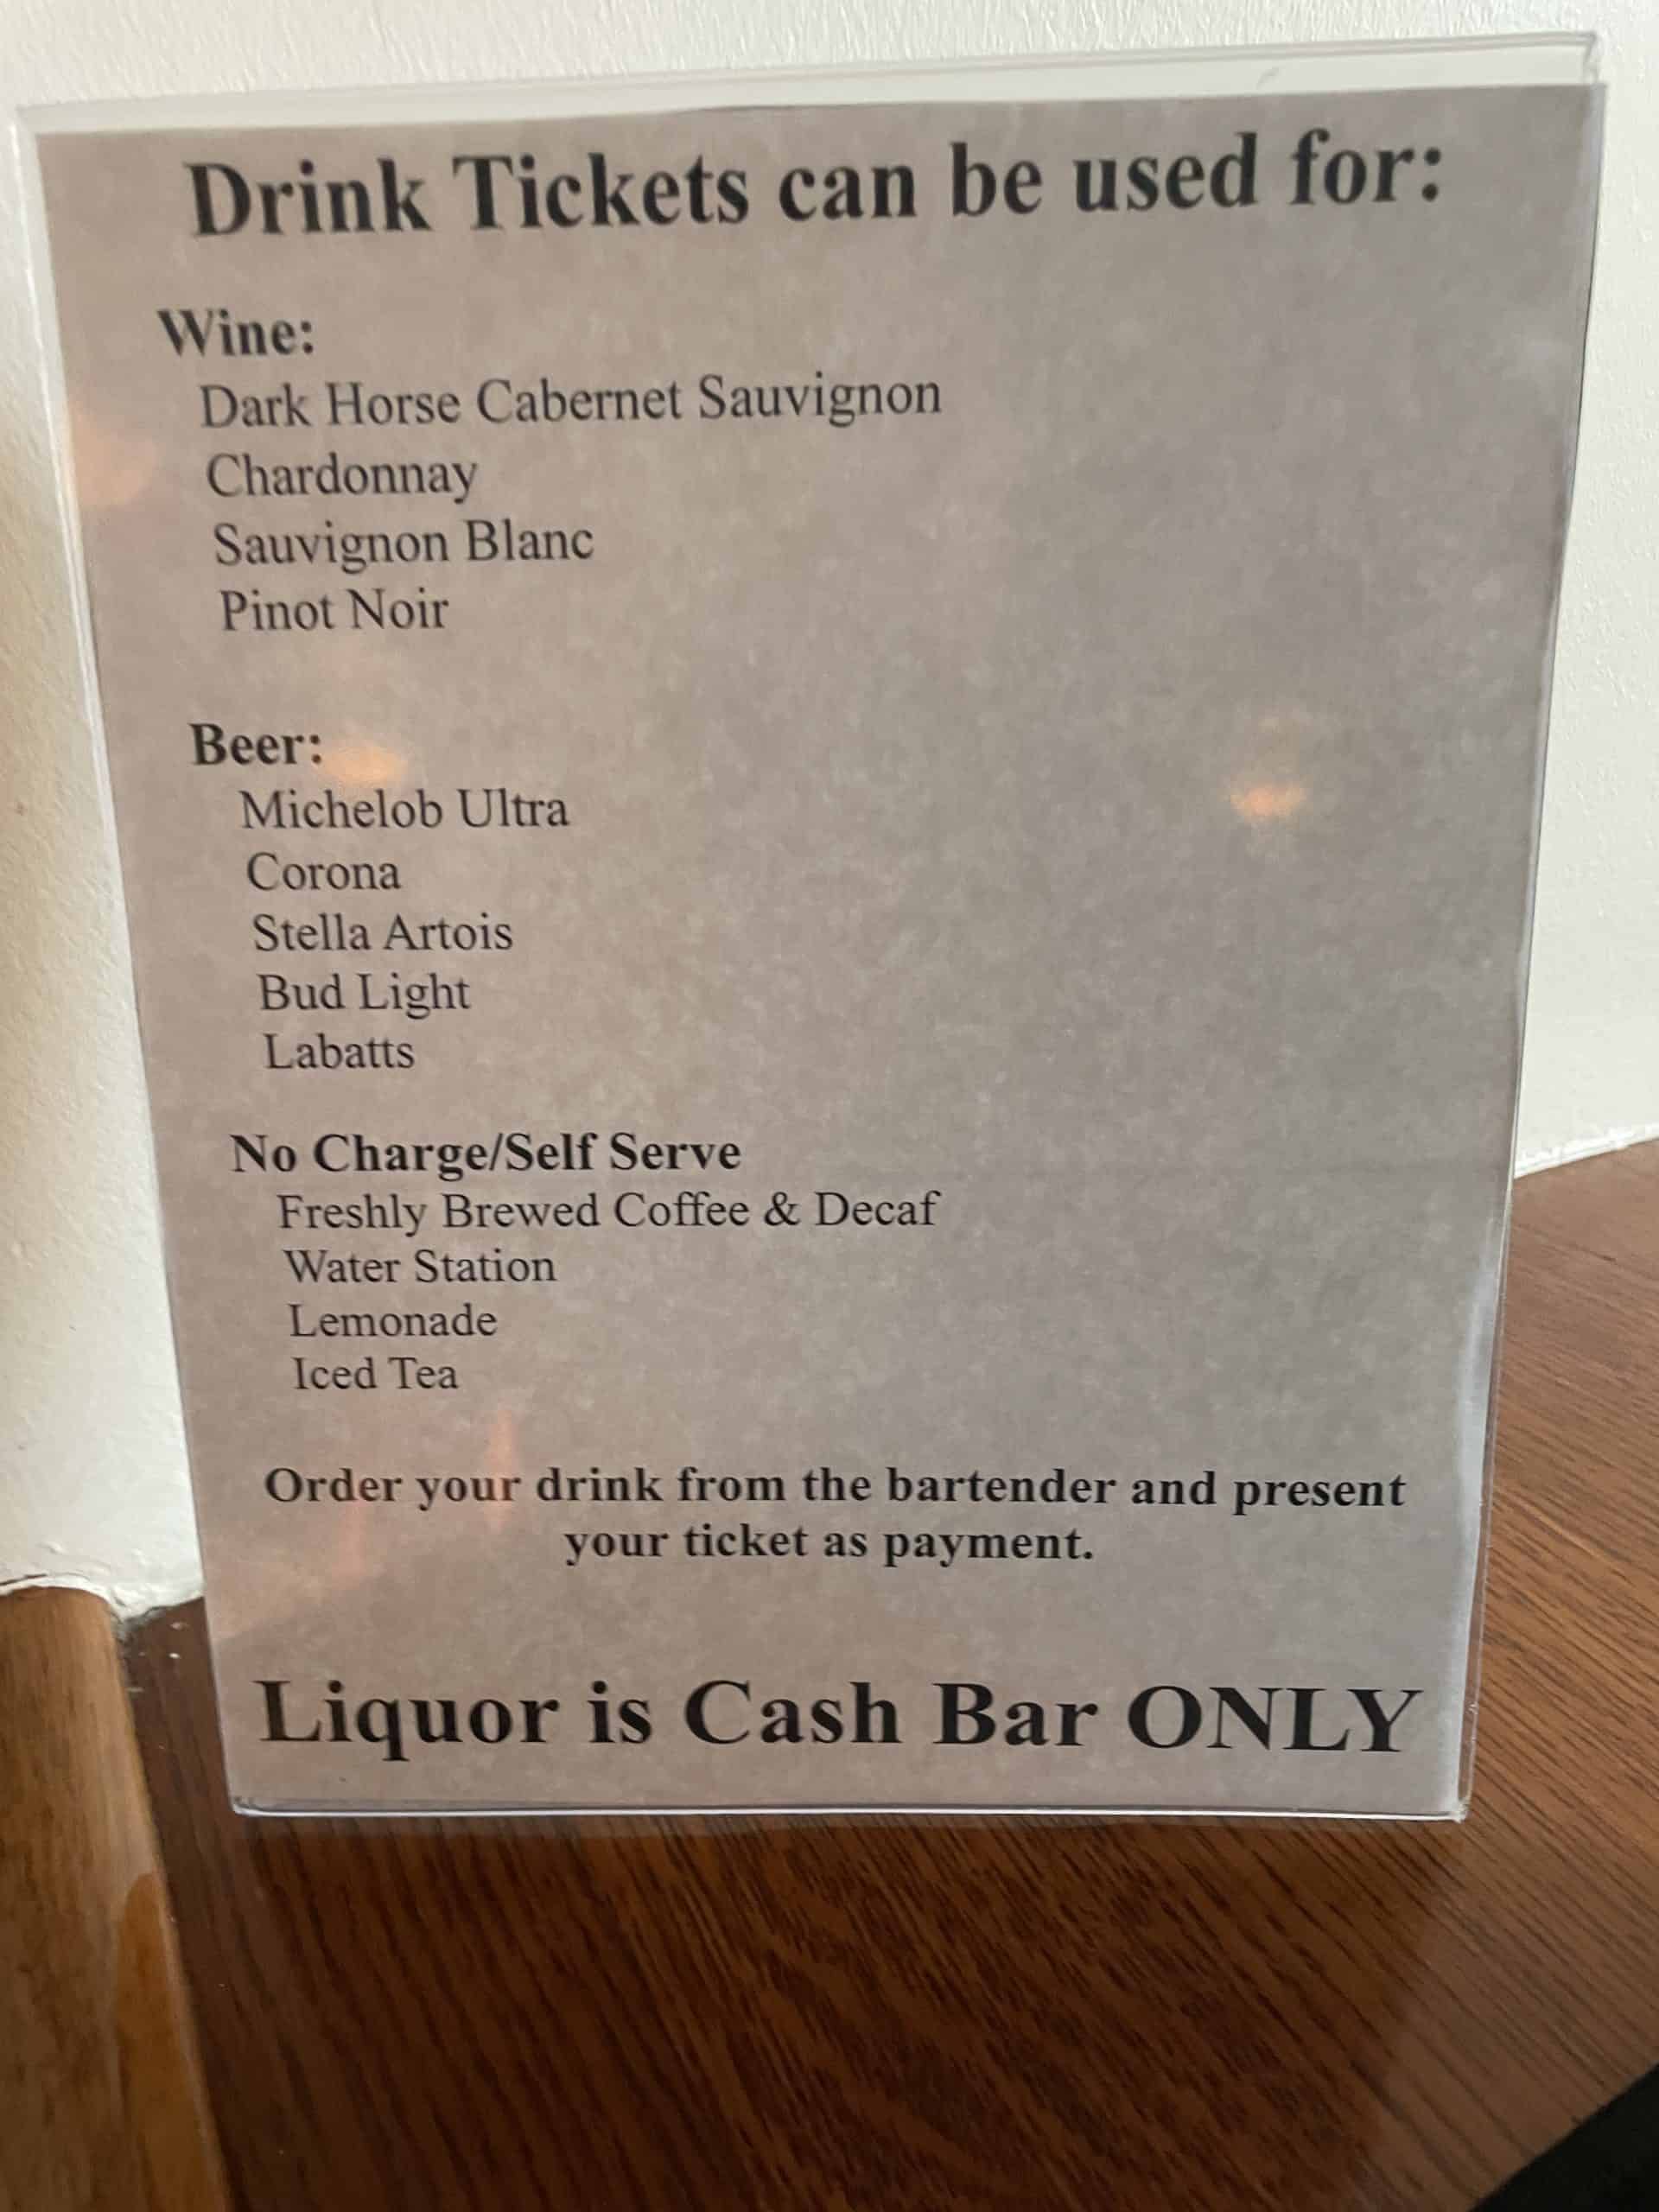 Drink Tickets can be used for:
Wine:
Dark Horse Cabernet Sauvignon
Chardonnay
Sauvignon Blanc
Pinot Noir
Beer:
Michelob Ultra
Corona
Stella Artois
Bud Light
Labatts
No Charge/Self Serve
Freshly Brewed Coffee & Decaf
Water Station
Lemonade
Iced Tea
Order your drink from the bartender and present
your ticket as payment.
Liquor is Cash Bar ONLY